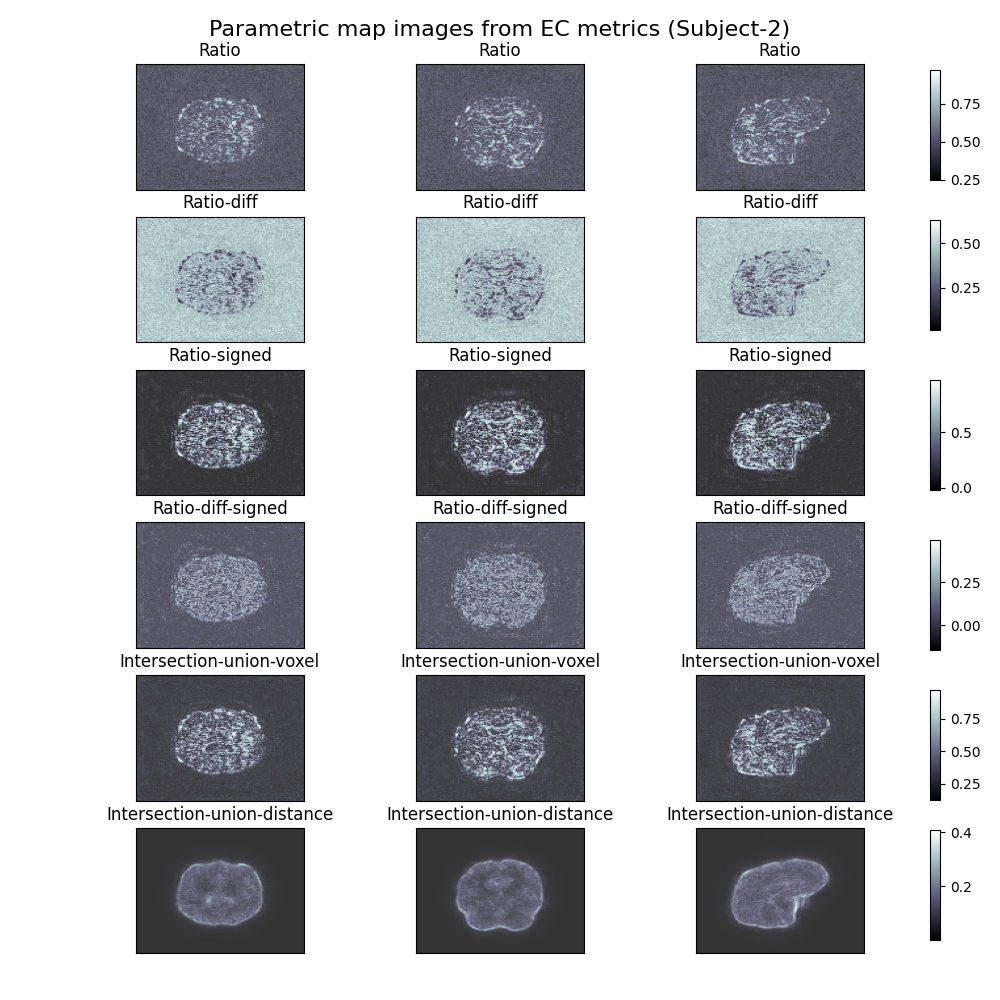 Parametric map images from EC metrics (Subject-2)
Ratio Ratio Ratio
0.75
0.50
0.25
Ratio-diff Ratio-diff Ratio-diff
0.50
0.25
Ratio-signed Ratio-signed Ratio-signed
0.5
0.0
Ratio-diff-signed Ratio-diff-signed Ratio-diff-signed
0.25
0.00
Intersection-union-voxel Intersection-union-voxel Intersection-union-voxel
0.75
0.50
0.25
Intersection-union-distance Intersection-union-distance Intersection-union-distance
0.4
0.2